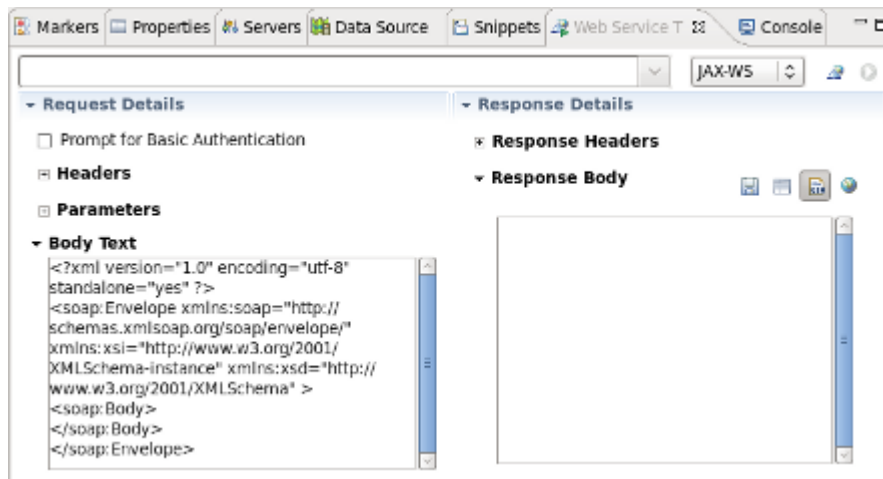 Markers Properties Servers Data Source Snippets Web Service T Console
JAX-WS
Request Details
Response Details
Prompt for Basic Authentication
Response Headers
Headers
Response Body
Parameters
Body Text
<?xml version="1.0" encoding="utf-8"
standalone="yes" ?>
<soap:Envelope xmlns:soap="http://
schemas.xmlsoap.org/soap/envelope/"
xmlns:xsi="http://www.w3.org/2001/
XMLSchema-instance" xmlns:xsd="http://
www.w3.org/2001/XMLSchema" >
<soap:Body>
</soap:Body>
</soap:Envelope>